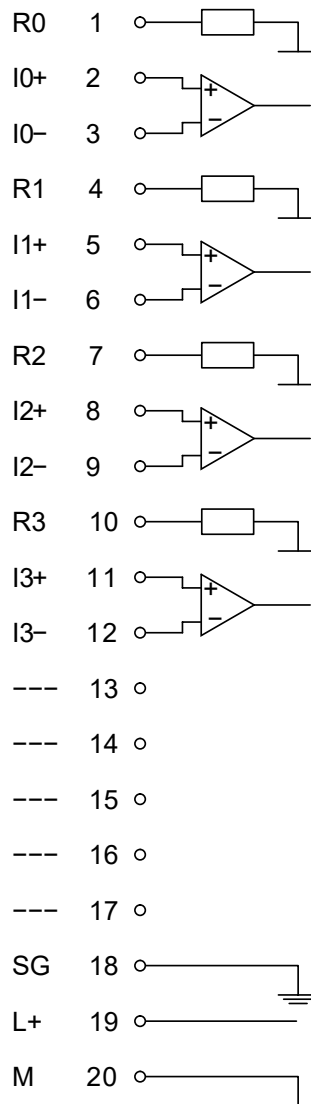 R0 1
I0+ 2
+
I0− 3
−
R1 4
I1+ 5
+
I1− 6
−
R2 7
I2+ 8
+
I2− 9
−
R3 10
I3+ 11
+
I3− 12
−
−−− 13
−−− 14
−−− 15
−−− 16
−−− 17
SG 18
L+ 19
M 20